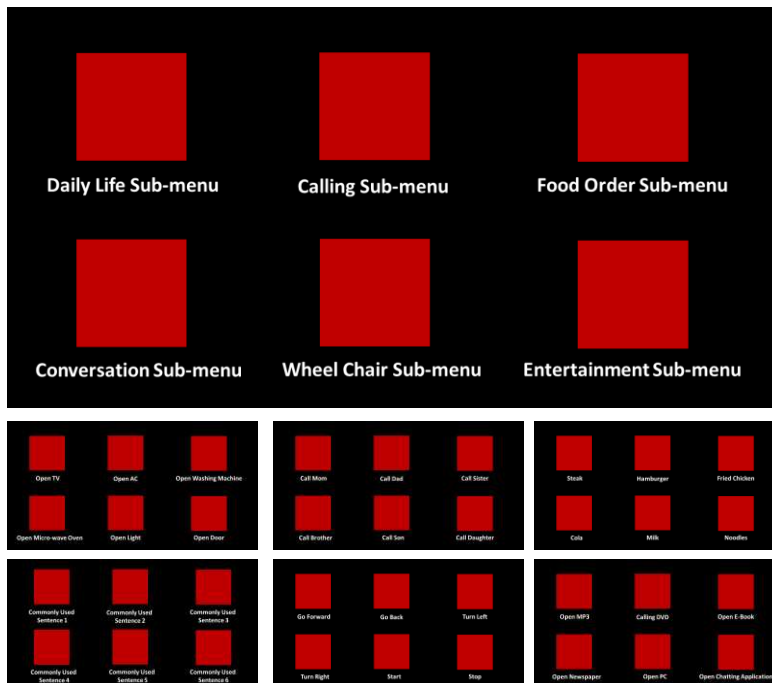 Daily Life Sub-menu
Calling Sub-menu
Food Order Sub-menu
Conversation Sub-menu
Wheel Chair Sub-menu
Entertainment Sub-menu
Open TV
Open AC
Open Washing Machine
Open Micro-wave Oven
Open Light
Open Door
Call Mom
Call Dad
Call Sister
Call Brother
Call Son
Call Daughter
Steak
Hamburger
Fried Chicken
Cola
Milk
Noodles
Commonly Used
Sentence 1
Commonly Used
Sentence 2
Commonly Used
Sentence 3
Commonly Used
Sentence 4
Commonly Used
Sentence 5
Commonly Used
Sentence 6
Go Forward
Go Back
Turn Left
Turn Right
Start
Stop
Open MP3
Calling DVD
Open E-Book
Open Newspaper
Open PC
Open Chatting Application